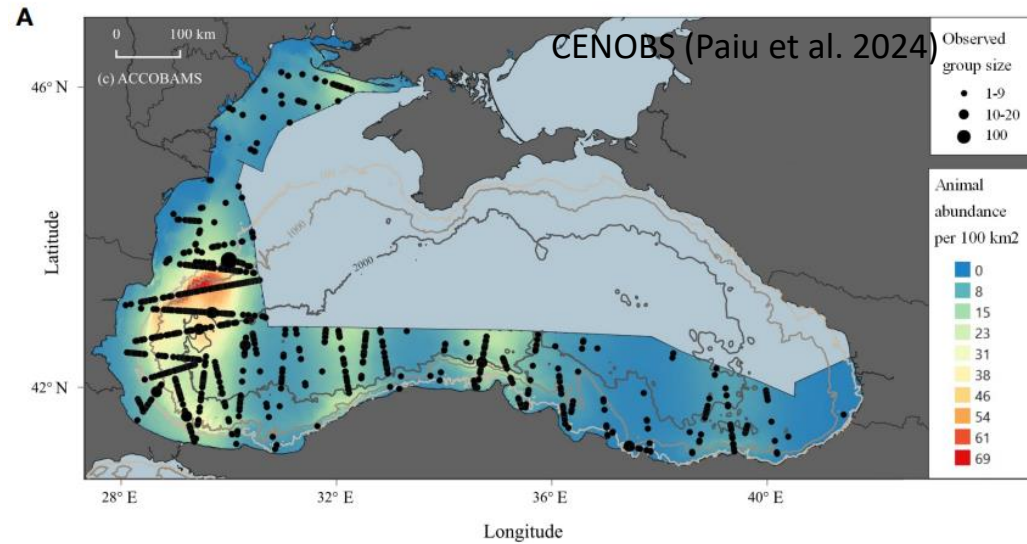 A
0 100 km
(c) ACCOBAMS
CENOBS (Paiu et al. 2024)
Observed
group size
1-9
10-20
100
Animal
abundance
per 100 km2
0
8
15
23
31
38
46
54
61
69
46° N
42° N
Latitude
1000
2000
28° E
32° E
36° E
40° E
Longitude